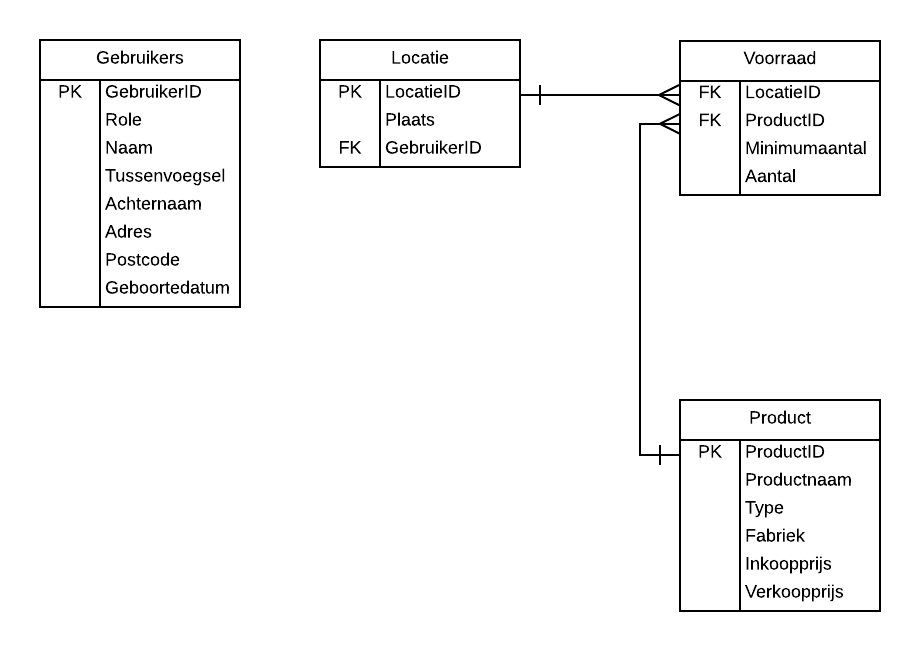 Gebruikers
PK GebruikerID
Role
Naam
Tussenvoegsel
Achternaam
Adres
Postcode
Geboortedatum
Locatie
PK LocatieID
Plaats
FK GebruikerID
Voorraad
FK LocatieID
FK ProductID
Minimumaantal
Aantal
Product
PK ProductID
Productnaam
Type
Fabriek
Inkoopprijs
Verkoopprijs